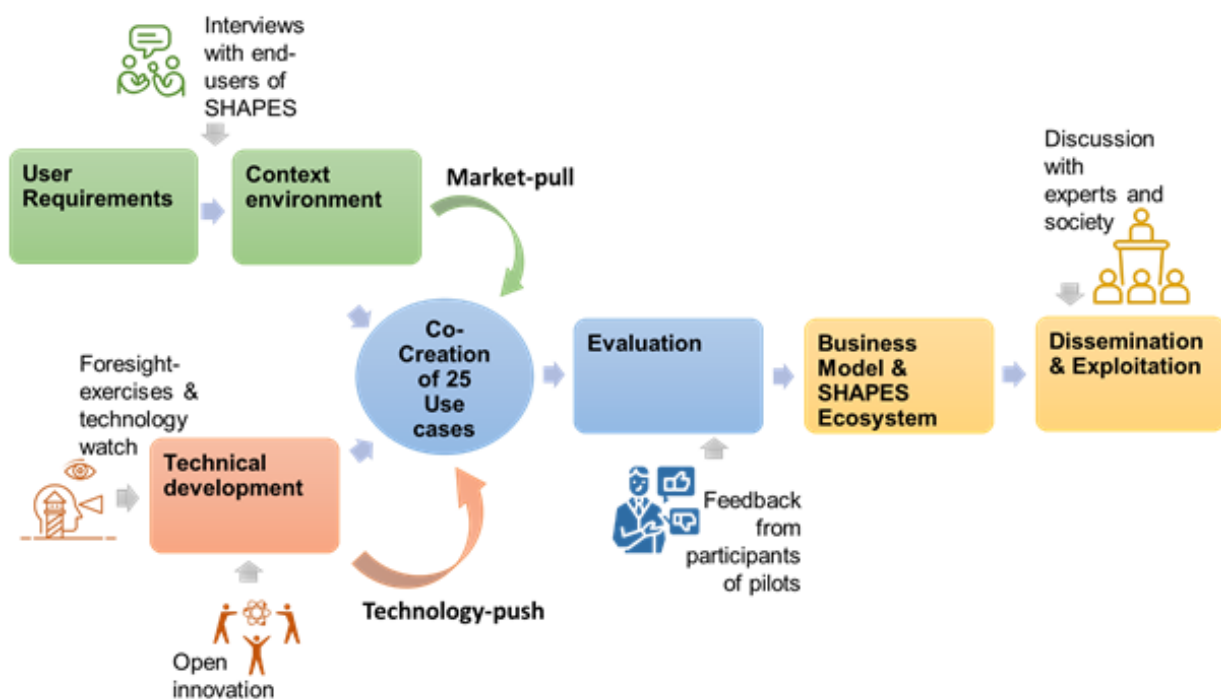 Interviews
with end-
users of
SHAPES
User
Requirements
Context
environment
Market-pull
Discussion
with
experts and
society
Co-
Creation
of 25
Use
cases
Evaluation
Business
Model &
SHAPES
Ecosystem
Dissemination
& Exploitation
Foresight-
exercises &
technology
watch
Technical
development
Feedback
from
participants
of pilots
Technology-push
Open
innovation